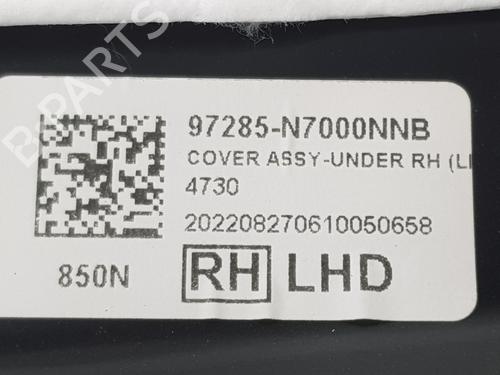 97285-N7000NNB
COVER ASSY-UNDER RH (LI
4730
202208270610050658
850N
RH LHD
B-PARTS